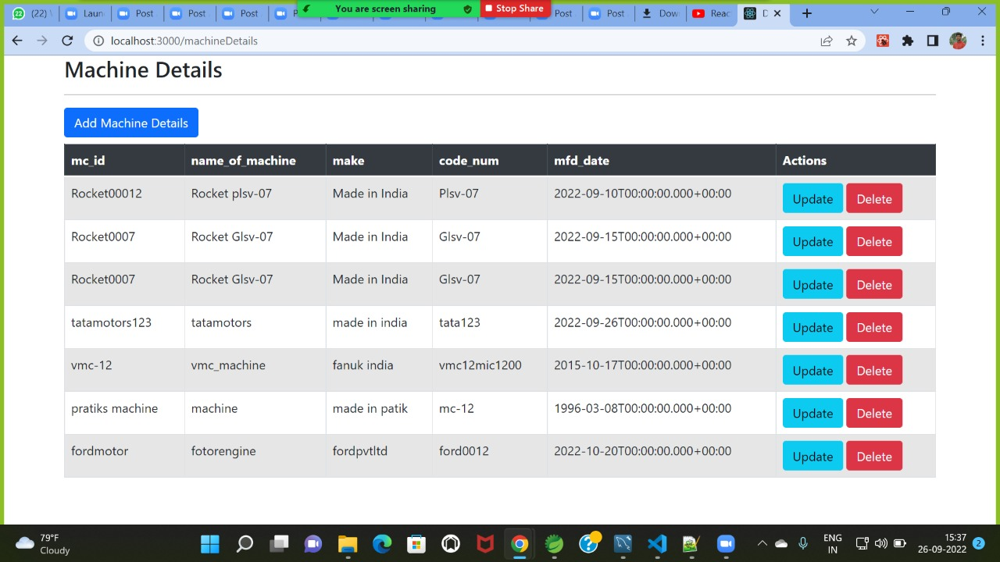 (22)
Laun
Post
Post
Post
P
You are screen sharing
Stop Share
Post
Post
Dow
Reac
D
localhost:3000/machineDetails
Machine Details
Add Machine Details
mc_id name_of_machine make code_num mfd_date Actions
Rocket00012 Rocket plsv-07 Made in India Plsv-07 2022-09-10T00:00:00.000+00:00 Update Delete
Rocket0007 Rocket Glsv-07 Made in India Glsv-07 2022-09-15T00:00:00.000+00:00 Update Delete
Rocket0007 Rocket Glsv-07 Made in India Glsv-07 2022-09-15T00:00:00.000+00:00 Update Delete
tatamotors123 tatamotors made in india tata123 2022-09-26T00:00:00.000+00:00 Update Delete
vmc-12 vmc_machine fanuk india vmc12mic1200 2015-10-17T00:00:00.000+00:00 Update Delete
pratiks machine machine made in patik mc-12 1996-03-08T00:00:00.000+00:00 Update Delete
fordmotor fotorengine fordpvtltd ford0012 2022-10-20T00:00:00.000+00:00 Update Delete
79°F
Cloudy
ENG
IN
15:37
26-09-2022
2